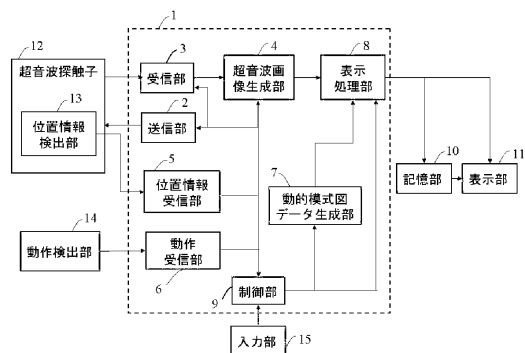 1
12
超音波探触子
13
位置情報
検出部
3
受信部
2
送信部
4
超音波画
像生成部
8
表示
処理部
5
位置情報
受信部
7
動的模式図
データ生成部
10
記憶部
11
表示部
14
動作検出部
動作
受信部
6
9
制御部
入力部
15